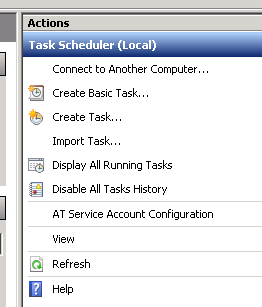 Actions
Task Scheduler (Local)
Connect to Another Computer...
Create Basic Task...
Create Task...
Import Task...
Display All Running Tasks
Disable All Tasks History
AT Service Account Configuration
View
Refresh
Help